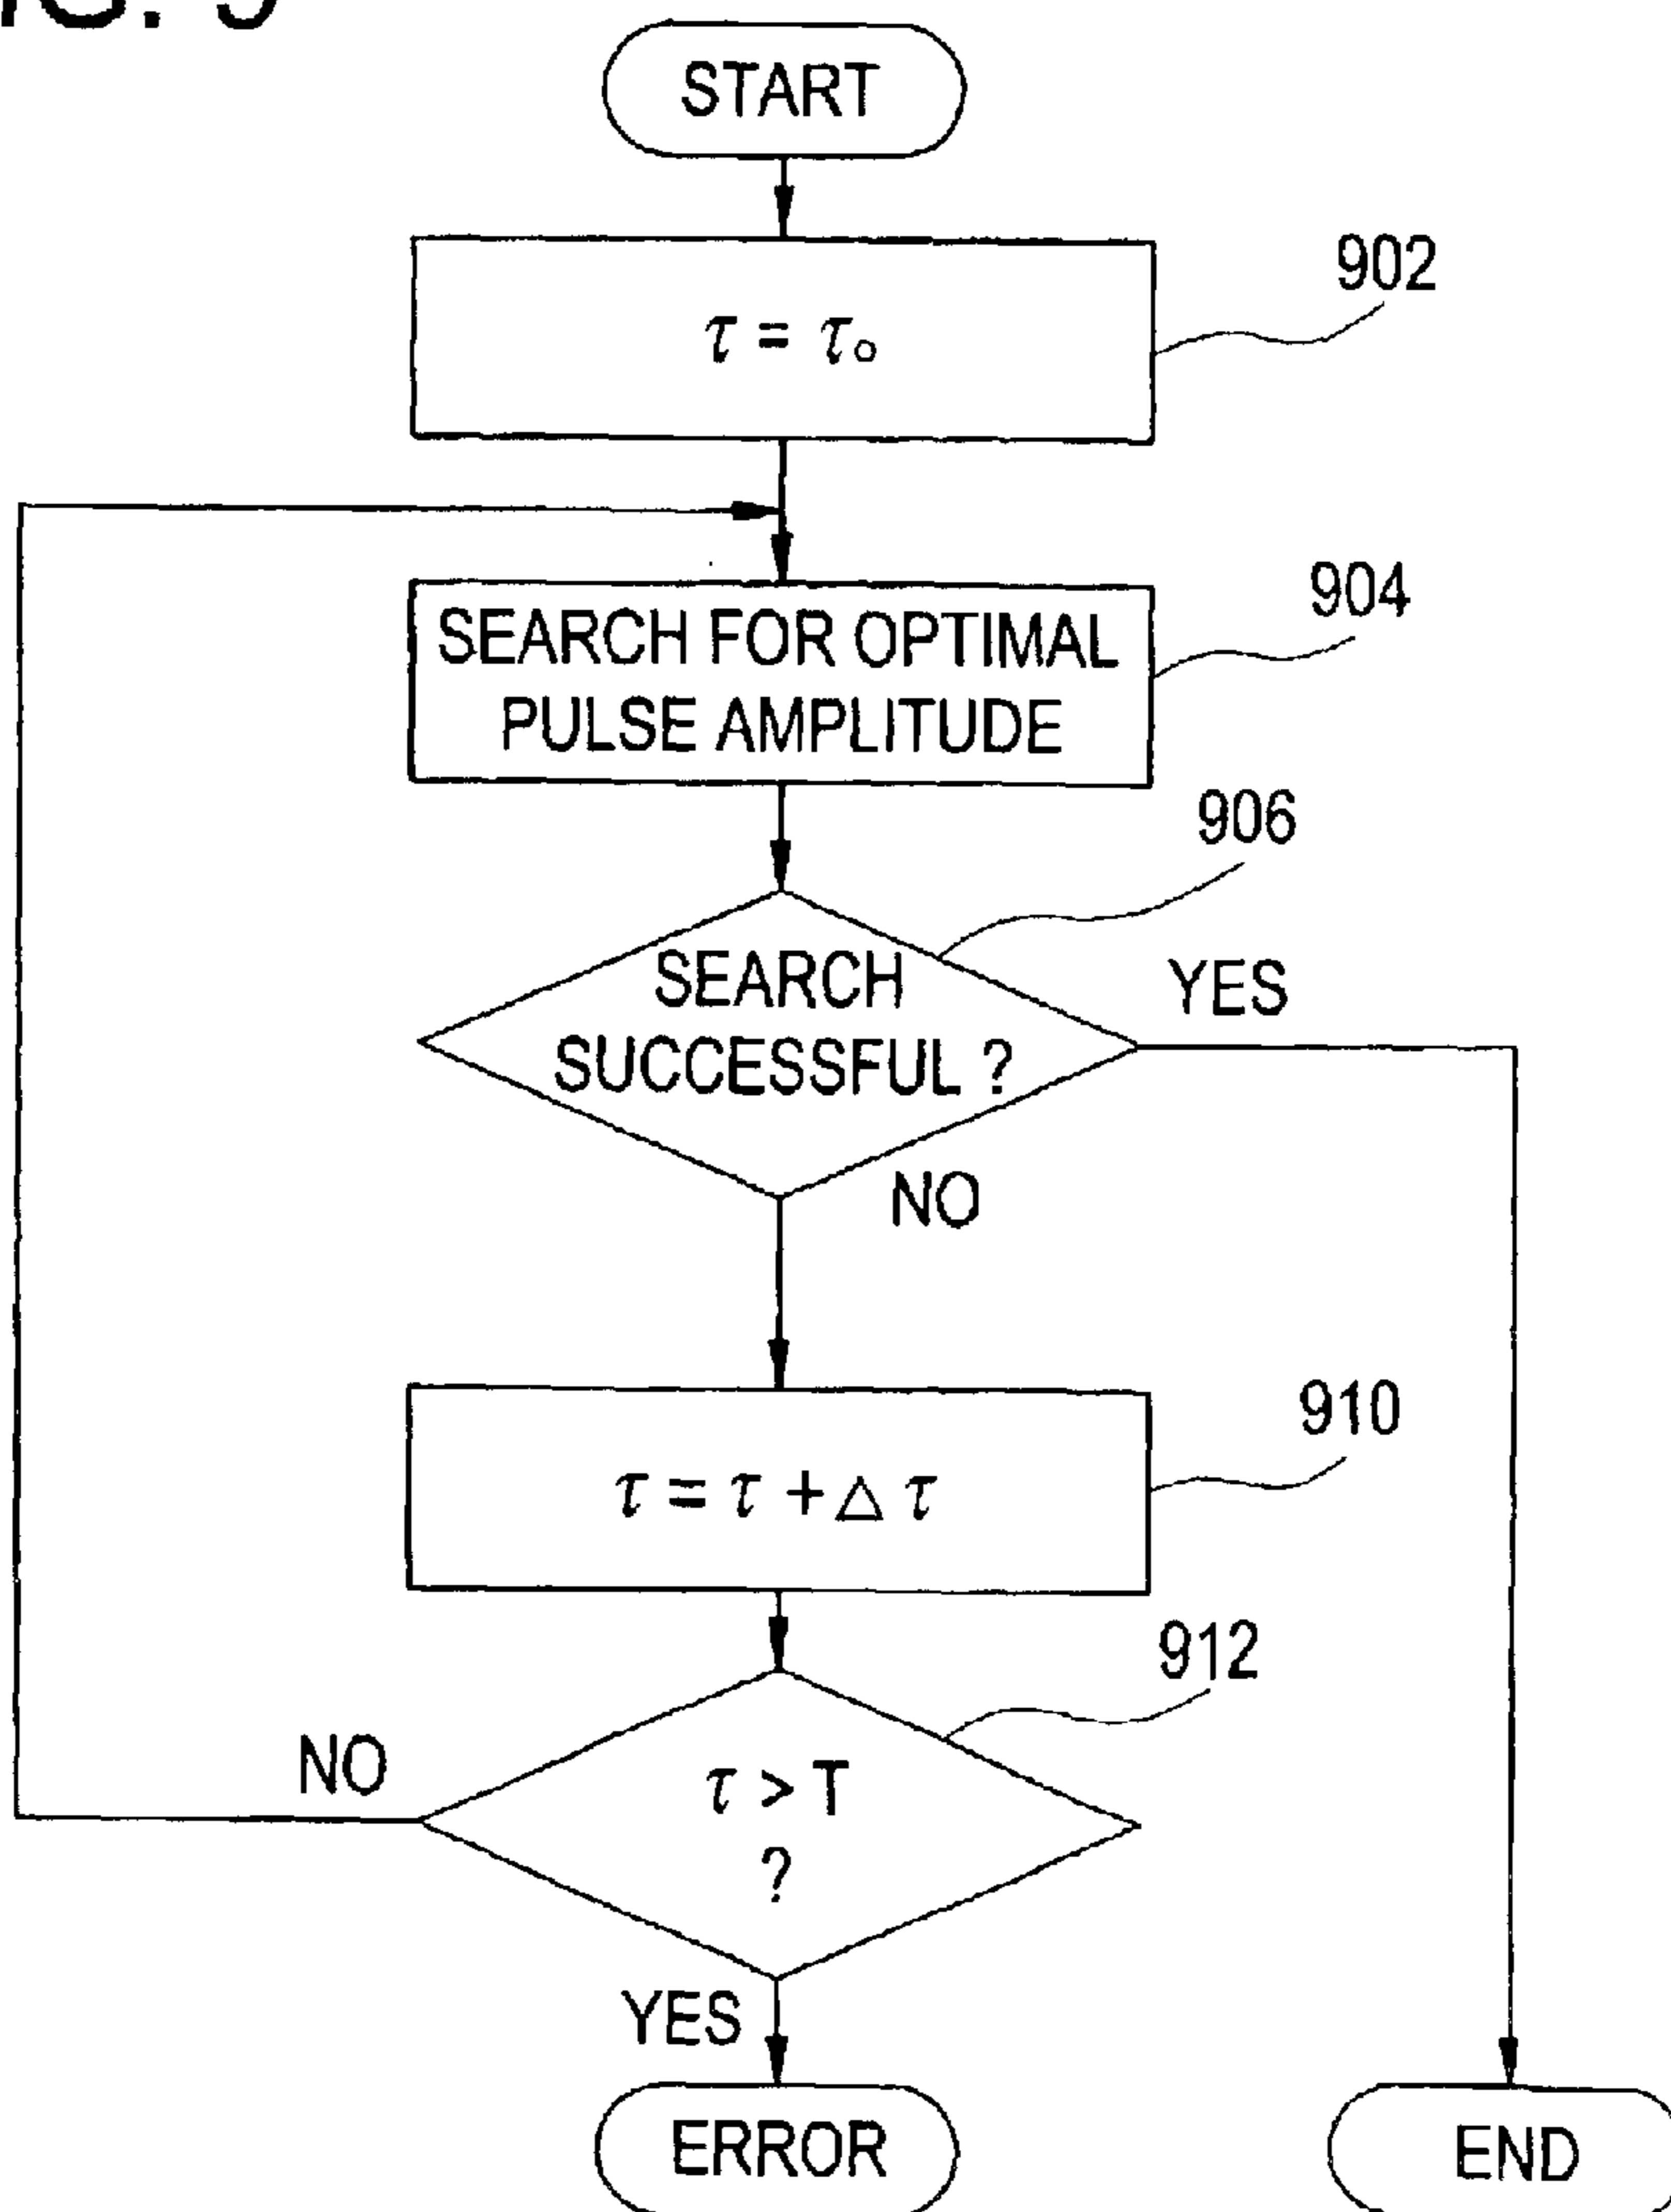 START
τ = τo
902
SEARCH FOR OPTIMAL
PULSE AMPLITUDE
904
906
SEARCH
SUCCESSFUL ?
YES
NO
τ = τ + △ τ
910
912
NO
τ > T
?
YES
ERROR
END